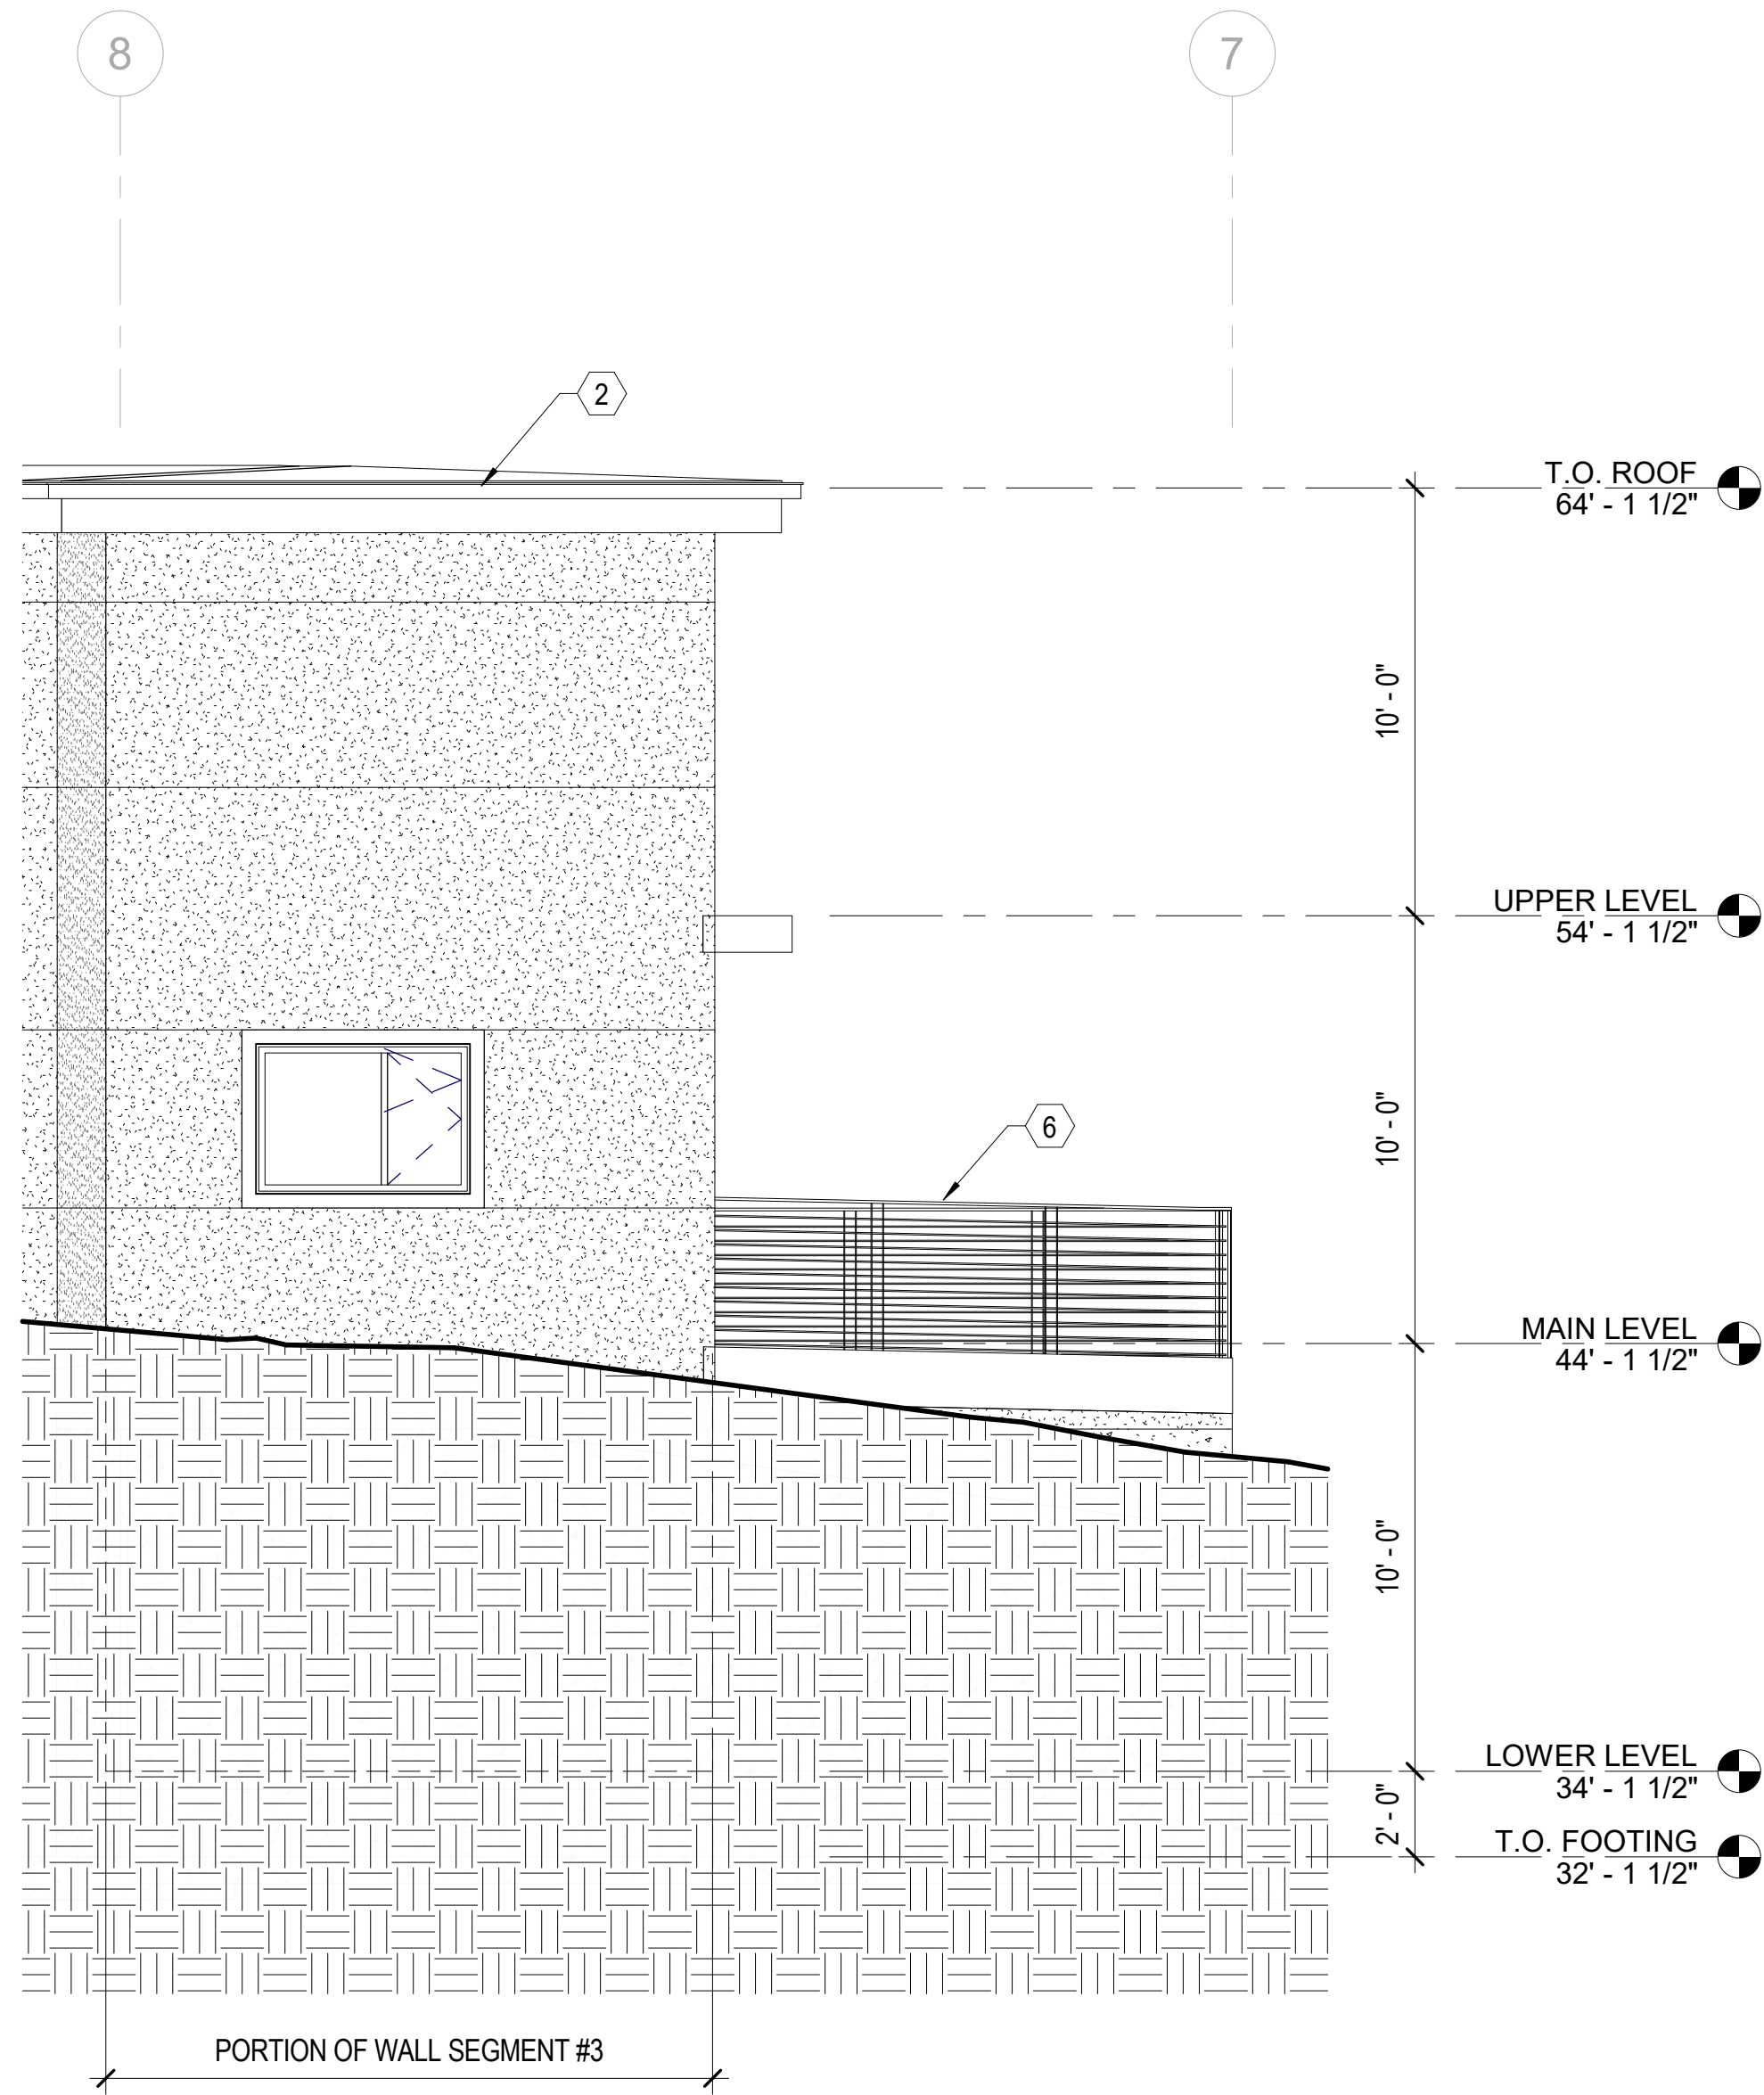 8
7
2
T.O. ROOF
64' - 1 1/2"
10' - 0"
UPPER LEVEL
54' - 1 1/2"
10' - 0"
6
MAIN LEVEL
44' - 1 1/2"
10' - 0"
LOWER LEVEL
34' - 1 1/2"
2' - 0"
T.O. FOOTING
32' - 1 1/2"
PORTION OF WALL SEGMENT #3